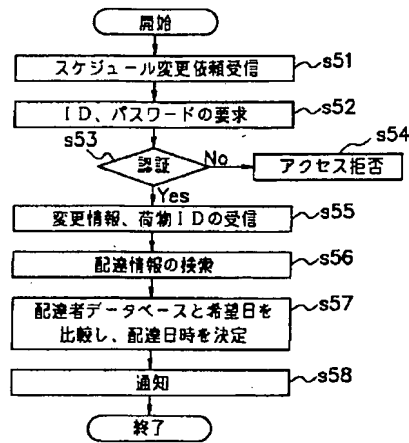 開始
スケジュール変更依頼受信 s51
ID、パスワードの要求 s52
s53 認証 No アクセス拒否 s54
Yes
変更情報、荷物IDの受信 s55
配達情報の検索 s56
配達者データベースと希望日を s57
比較し、配達日時を決定
通知 s58
終了